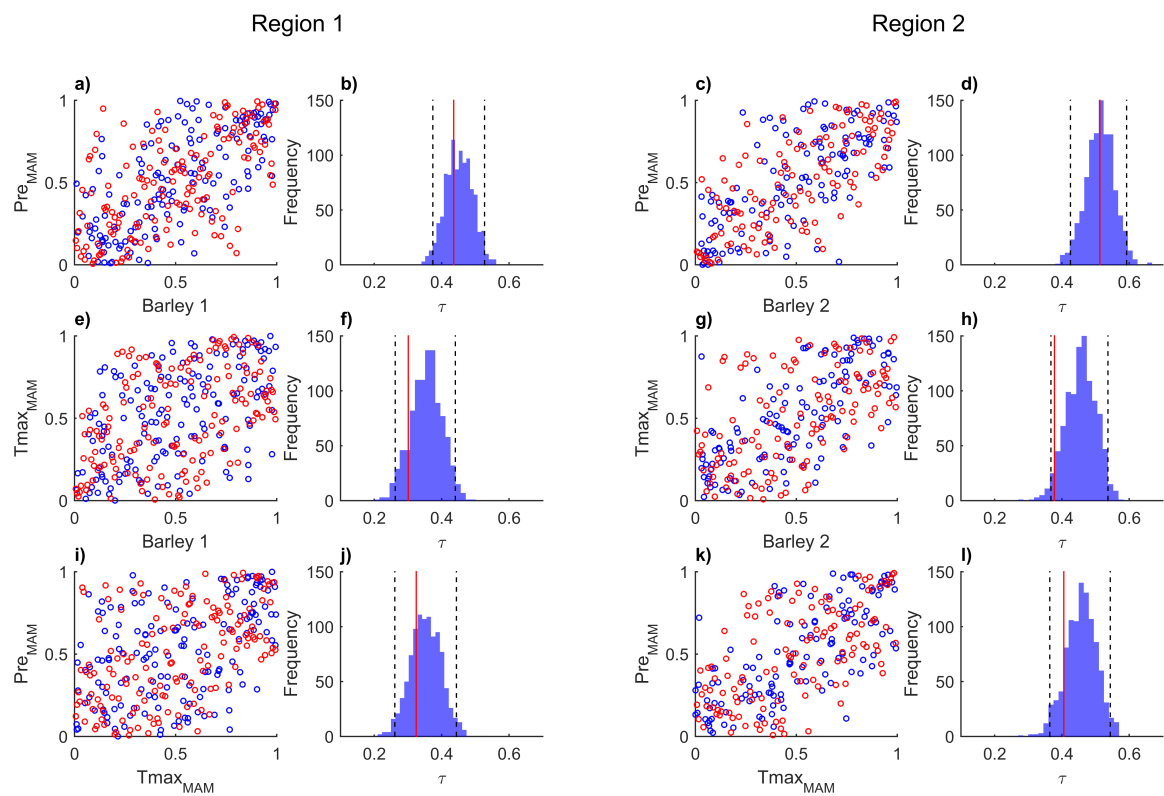 Region 1
Region 2
a)
b)
c)
d)
1
0.5
0
Pre_MAM
0
0.5
1
Barley 1
150
100
50
0
Frequency
0.2
0.4
0.6
τ
1
0.5
0
Pre_MAM
0
0.5
1
Barley 2
150
100
50
0
Frequency
0.2
0.4
0.6
τ
e)
f)
g)
h)
1
0.5
0
Tmax_MAM
0
0.5
1
Barley 1
150
100
50
0
Frequency
0.2
0.4
0.6
τ
1
0.5
0
Tmax_MAM
0
0.5
1
Barley 2
150
100
50
0
Frequency
0.2
0.4
0.6
τ
i)
j)
k)
l)
1
0.5
0
Pre_MAM
0
0.5
1
Tmax_MAM
150
100
50
0
Frequency
0.2
0.4
0.6
τ
1
0.5
0
Pre_MAM
0
0.5
1
Tmax_MAM
150
100
50
0
Frequency
0.2
0.4
0.6
τ